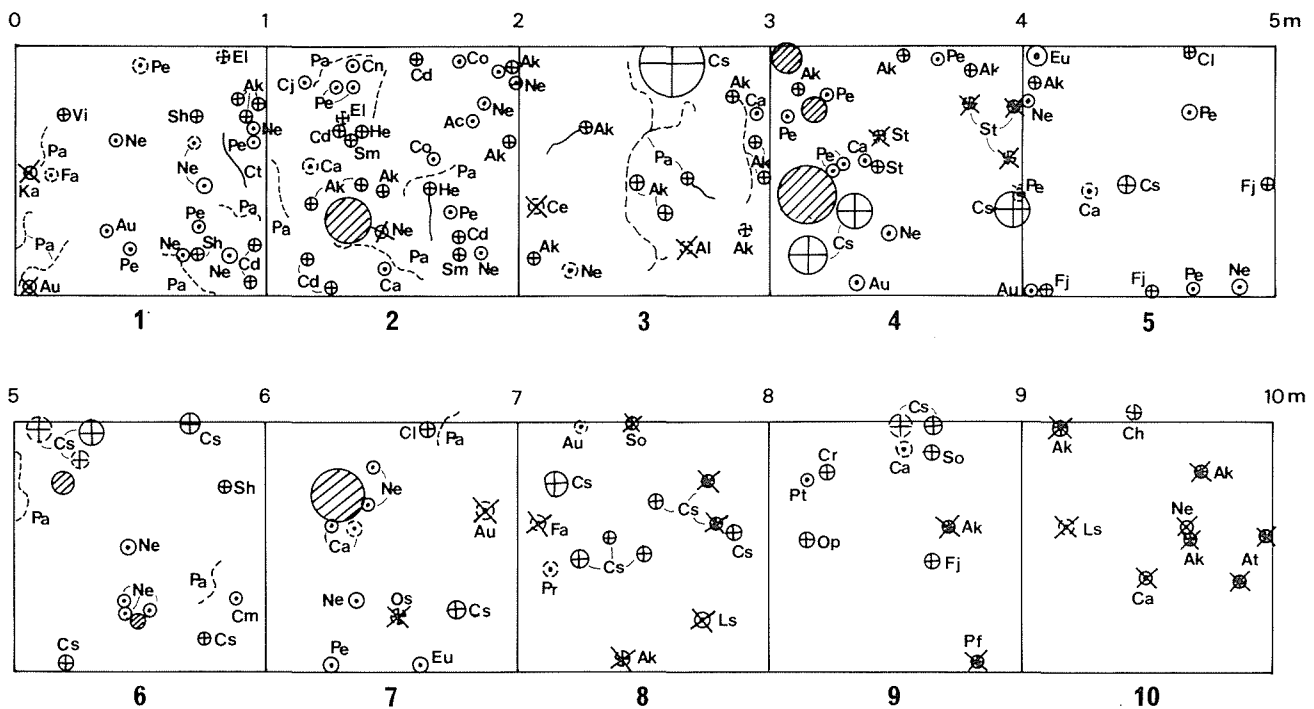 0 1 2 3 4 5m
Pe El Ak
Vi Sh Ne
Pa Ne Pe
Fa Ne Ct
Ka
Au Pe Pa
Pa Pe Ne Sh Ne Cd
Au Pa
Pa Cn Cd Co Ak
Cj Pe Ne
El Ne
Cd He Ac
Sm Co Ak
Ca Pa
Ak Ak He
Pa Ne Pe
Cd
Pa Sm Ne
Cd Ca
Cs
Ak Ca
Ak
Pa Ak
Ak
Ce
Ak Al Ak
Ne
Ak Pe Ak
Ak Pe
Pe St St
Pe Ca St
Pe
Cs
Cs Ne
Au
Eu Cl
Ak
Ne Pe
Ca Cs Fj
Au Fj Fj Pe Ne
1 2 3 4 5
5 6 7 8 9 10m
Cs Cs
Sh
Pa
Ne
Ne Pa
Cm
Cs Cs
Cl Pa
Ne
Au
Ca
Ne Os Cs
Pe Eu
Au So
Cs
Cs
Fa Cs
Cs
Pr
Ls
Ak
Cs
Cr Ca So
Pt
Op Ak
Fj
Pf
Ch
Ak
Ak
Ls Ne
Ak At
Ca
6 7 8 9 10